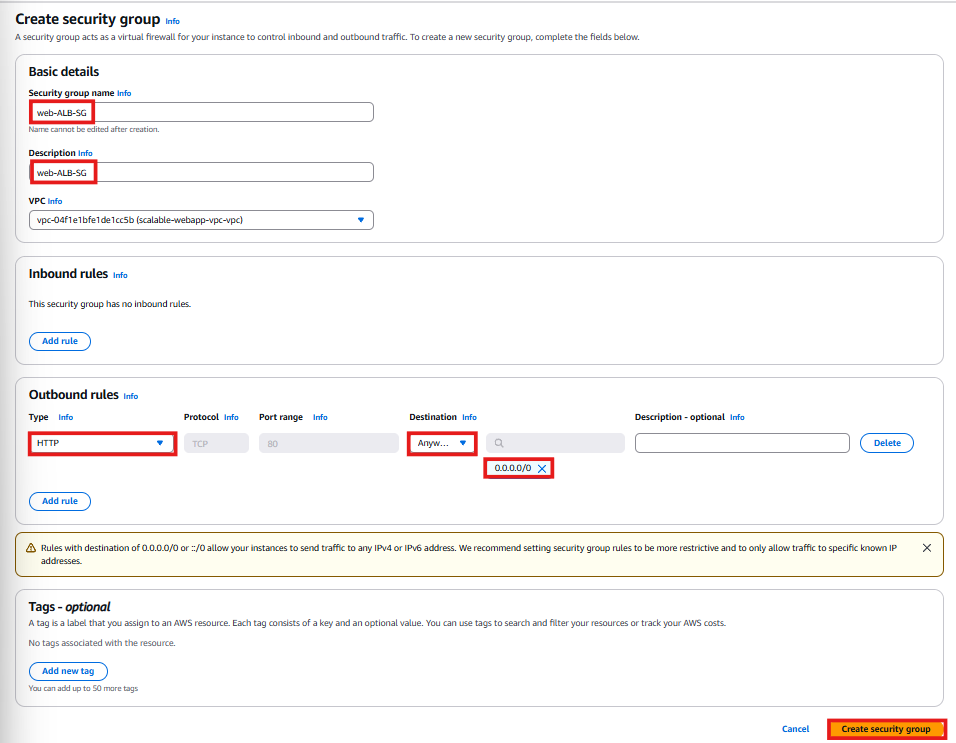 Create security group Info
A security group acts as a virtual firewall for your instance to control inbound and outbound traffic. To create a new security group, complete the fields below.
Basic details
Security group name Info
web-ALB-SG
Name cannot be edited after creation.
Description Info
web-ALB-SG
VPC Info
vpc-04f1e1bfe1de1cc5b (scalable-webapp-vpc-vpc)
Inbound rules Info
This security group has no inbound rules.
Add rule
Outbound rules Info
Type Info Protocol Info Port range Info Destination Info Description - optional Info
HTTP TCP 80 Anyw... Delete
0.0.0.0/0
Add rule
Rules with destination of 0.0.0.0/0 or ::/0 allow your instances to send traffic to any IPv4 or IPv6 address. We recommend setting security group rules to be more restrictive and to only allow traffic to specific known IP
addresses.
Tags - optional
A tag is a label that you assign to an AWS resource. Each tag consists of a key and an optional value. You can use tags to search and filter your resources or track your AWS costs.
No tags associated with the resource.
Add new tag
You can add up to 50 more tags
Cancel Create security group